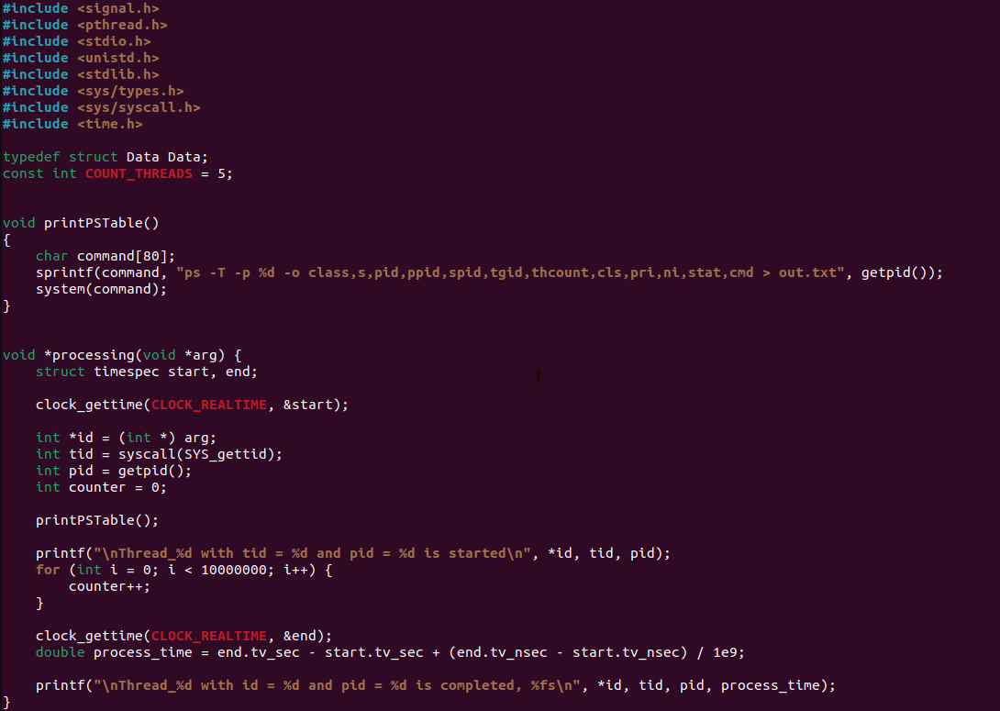 #include <signal.h>
#include <pthread.h>
#include <stdio.h>
#include <unistd.h>
#include <stdlib.h>
#include <sys/types.h>
#include <sys/syscall.h>
#include <time.h>

typedef struct Data Data;
const int COUNT_THREADS = 5;


void printPSTable()
{
    char command[80];
    sprintf(command, "ps -T -p %d -o class,s,pid,ppid,spid,tgid,thcount,cls,pri,ni,stat,cmd > out.txt", getpid());
    system(command);
}


void *processing(void *arg) {
    struct timespec start, end;

    clock_gettime(CLOCK_REALTIME, &start);

    int *id = (int *) arg;
    int tid = syscall(SYS_gettid);
    int pid = getpid();
    int counter = 0;

    printPSTable();

    printf("\nThread_%d with tid = %d and pid = %d is started\n", *id, tid, pid);
    for (int i = 0; i < 10000000; i++) {
        counter++;
    }

    clock_gettime(CLOCK_REALTIME, &end);
    double process_time = end.tv_sec - start.tv_sec + (end.tv_nsec - start.tv_nsec) / 1e9;

    printf("\nThread_%d with id = %d and pid = %d is completed, %fs\n", *id, tid, pid, process_time);
}